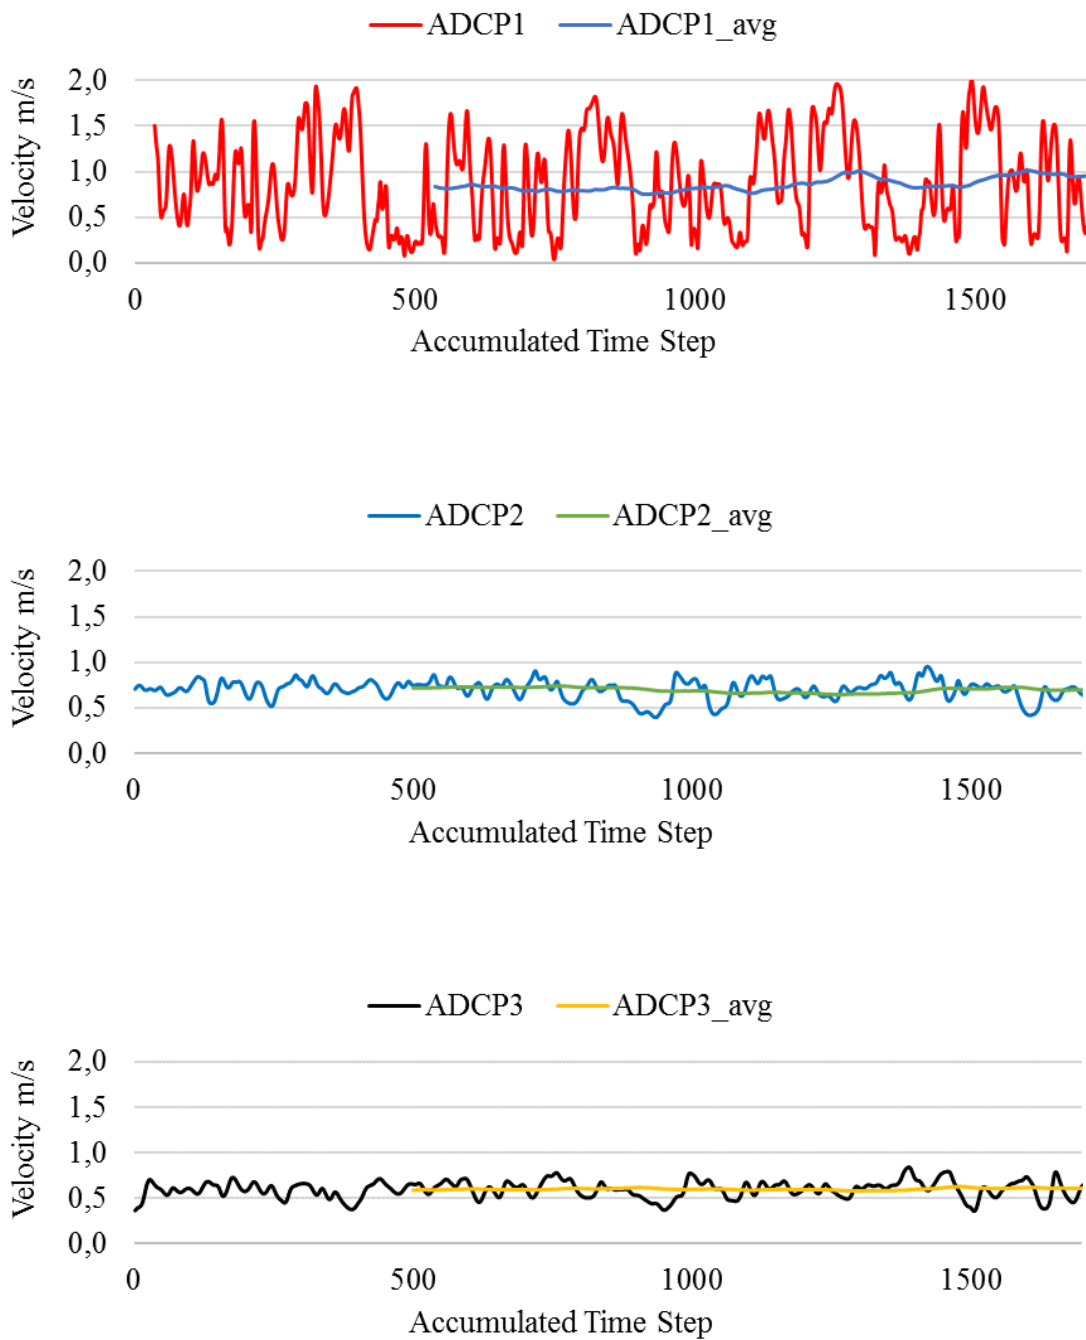 ADCP1 ADCP1_avg
Velocity m/s
2,0
1,5
1,0
0,5
0,0
0 500 1000 1500
Accumulated Time Step
ADCP2 ADCP2_avg
Velocity m/s
2,0
1,5
1,0
0,5
0,0
0 500 1000 1500
Accumulated Time Step
ADCP3 ADCP3_avg
Velocity m/s
2,0
1,5
1,0
0,5
0,0
0 500 1000 1500
Accumulated Time Step